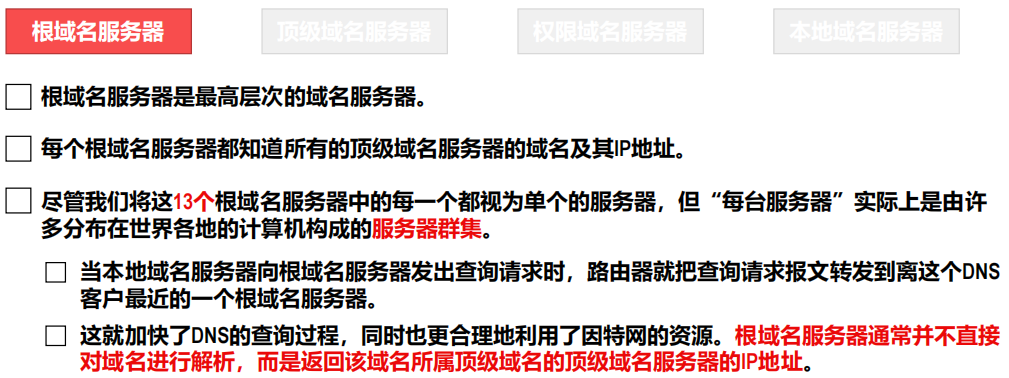 根域名服务器
顶级域名服务器
权限域名服务器
本地域名服务器
根域名服务器是最高层次的域名服务器。
每个根域名服务器都知道所有的顶级域名服务器的域名及其IP地址。
尽管我们将这13个根域名服务器中的每一个都视为单个的服务器，但“每台服务器”实际上是由许
多分布在世界各地的计算机构成的服务器群集。
当本地域名服务器向根域名服务器发出查询请求时，路由器就把查询请求报文转发到离这个DNS
客户最近的一个根域名服务器。
这就加快了DNS的查询过程，同时也更合理地利用了因特网的资源。根域名服务器通常并不直接
对域名进行解析，而是返回该域名所属顶级域名的顶级域名服务器的IP地址。